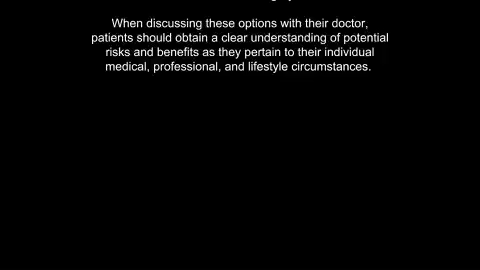 When discussing these options with their doctor,
patients should obtain a clear understanding of potential
risks and benefits as they pertain to their individual
medical, professional, and lifestyle circumstances.